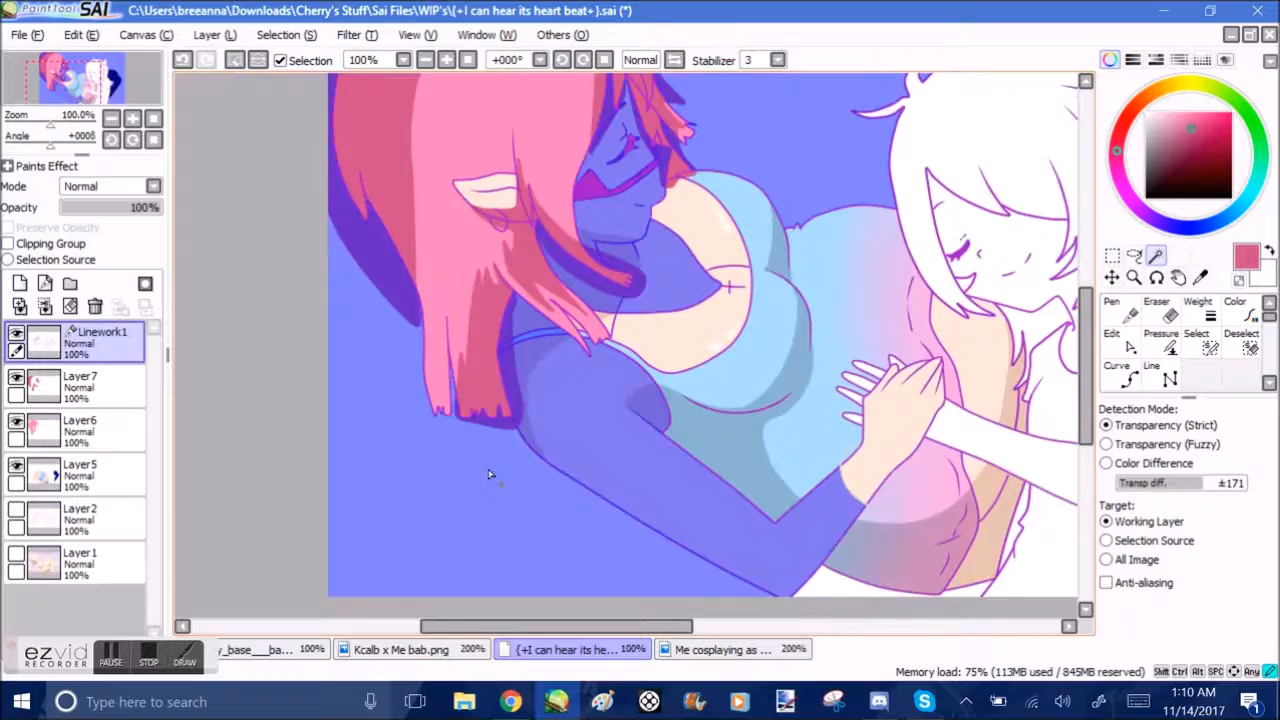 PaintTool SAI C:\Users\breeanna\Downloads\Cherry's Stuff\Sai Files\WIP's\{+I can hear its heart beat+}.sai (*)
File (F) Edit (E) Canvas (C) Layer (L) Selection (S) Filter (T) View (V) Window (W) Others (O)
Selection 100% +000° Normal Stabilizer 3
Zoom 100.0%
Angle +000ß
Paints Effect
Mode Normal
Opacity 100%
Preserve Opacity
Clipping Group
Selection Source
Linework1
Normal
100%
Layer7
Normal
100%
Layer6
Normal
100%
Layer5
Normal
100%
Layer2
Normal
100%
Layer1
Normal
100%
Pen Eraser Weight Color
Edit Pressure Select Deselect
Curve Line
Detection Mode:
Transparency (Strict)
Transparency (Fuzzy)
Color Difference
Transp diff. ±171
Target:
Working Layer
Selection Source
All Image
Anti-aliasing
ezvid
RECORDER
PAUSE STOP DRAW
y_base___ba... 100% Kcalb x Me bab.png 200% {+I can hear its he... 100% Me cosplaying as ... 200%
Memory load: 75% (113MB used / 845MB reserved) Shift Ctrl Alt SPC Any
Type here to search
1:10 AM
11/14/2017
1